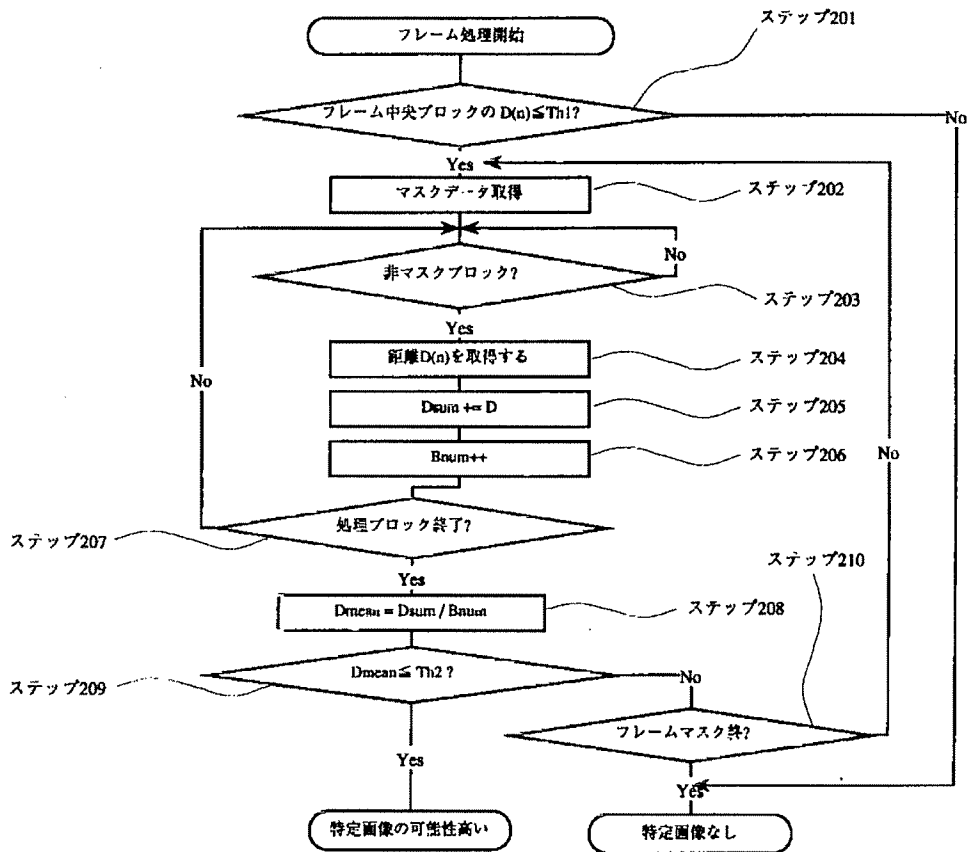 ステップ201
フレーム処理開始
フレーム中央ブロックの D(n)≦Th1?
No
Yes
マスクデータ取得
ステップ202
No
非マスクブロック?
ステップ203
Yes
距離D(n)を取得する
ステップ204
No
Dsum += D
ステップ205
Bnum++
ステップ206
No
処理ブロック終了?
ステップ207
ステップ210
Yes
Dmean = Dsum / Bnum
ステップ208
Dmean≦ Th2 ?
ステップ209
No
フレームマスク終?
Yes
Yes
特定画像の可能性高い
特定画像なし